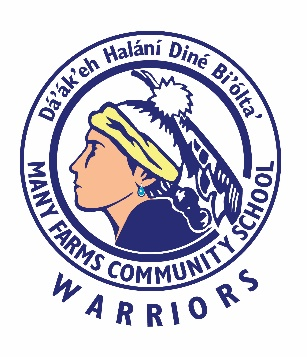 Dá'ák'eh Halání Diné Bi'ólta'
MANY FARMS COMMUNITY SCHOOL
WARRIORS